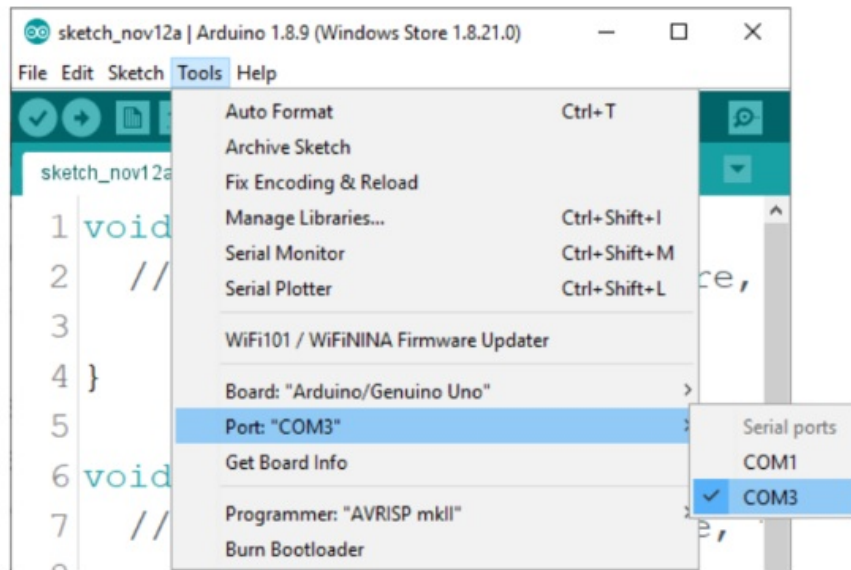 sketch_nov12a | Arduino 1.8.9 (Windows Store 1.8.21.0)
File Edit Sketch Tools Help
sketch_nov12a
Auto Format Ctrl+T
Archive Sketch
Fix Encoding & Reload
Manage Libraries... Ctrl+Shift+I
Serial Monitor Ctrl+Shift+M
Serial Plotter Ctrl+Shift+L
WiFi101 / WiFiNINA Firmware Updater
Board: "Arduino/Genuino Uno"
Port: "COM3"
Get Board Info
Programmer: "AVRISP mkII"
Burn Bootloader
Serial ports
COM1
COM3
1 void
2 // re,
3
4 }
5
6 void
7 // e,